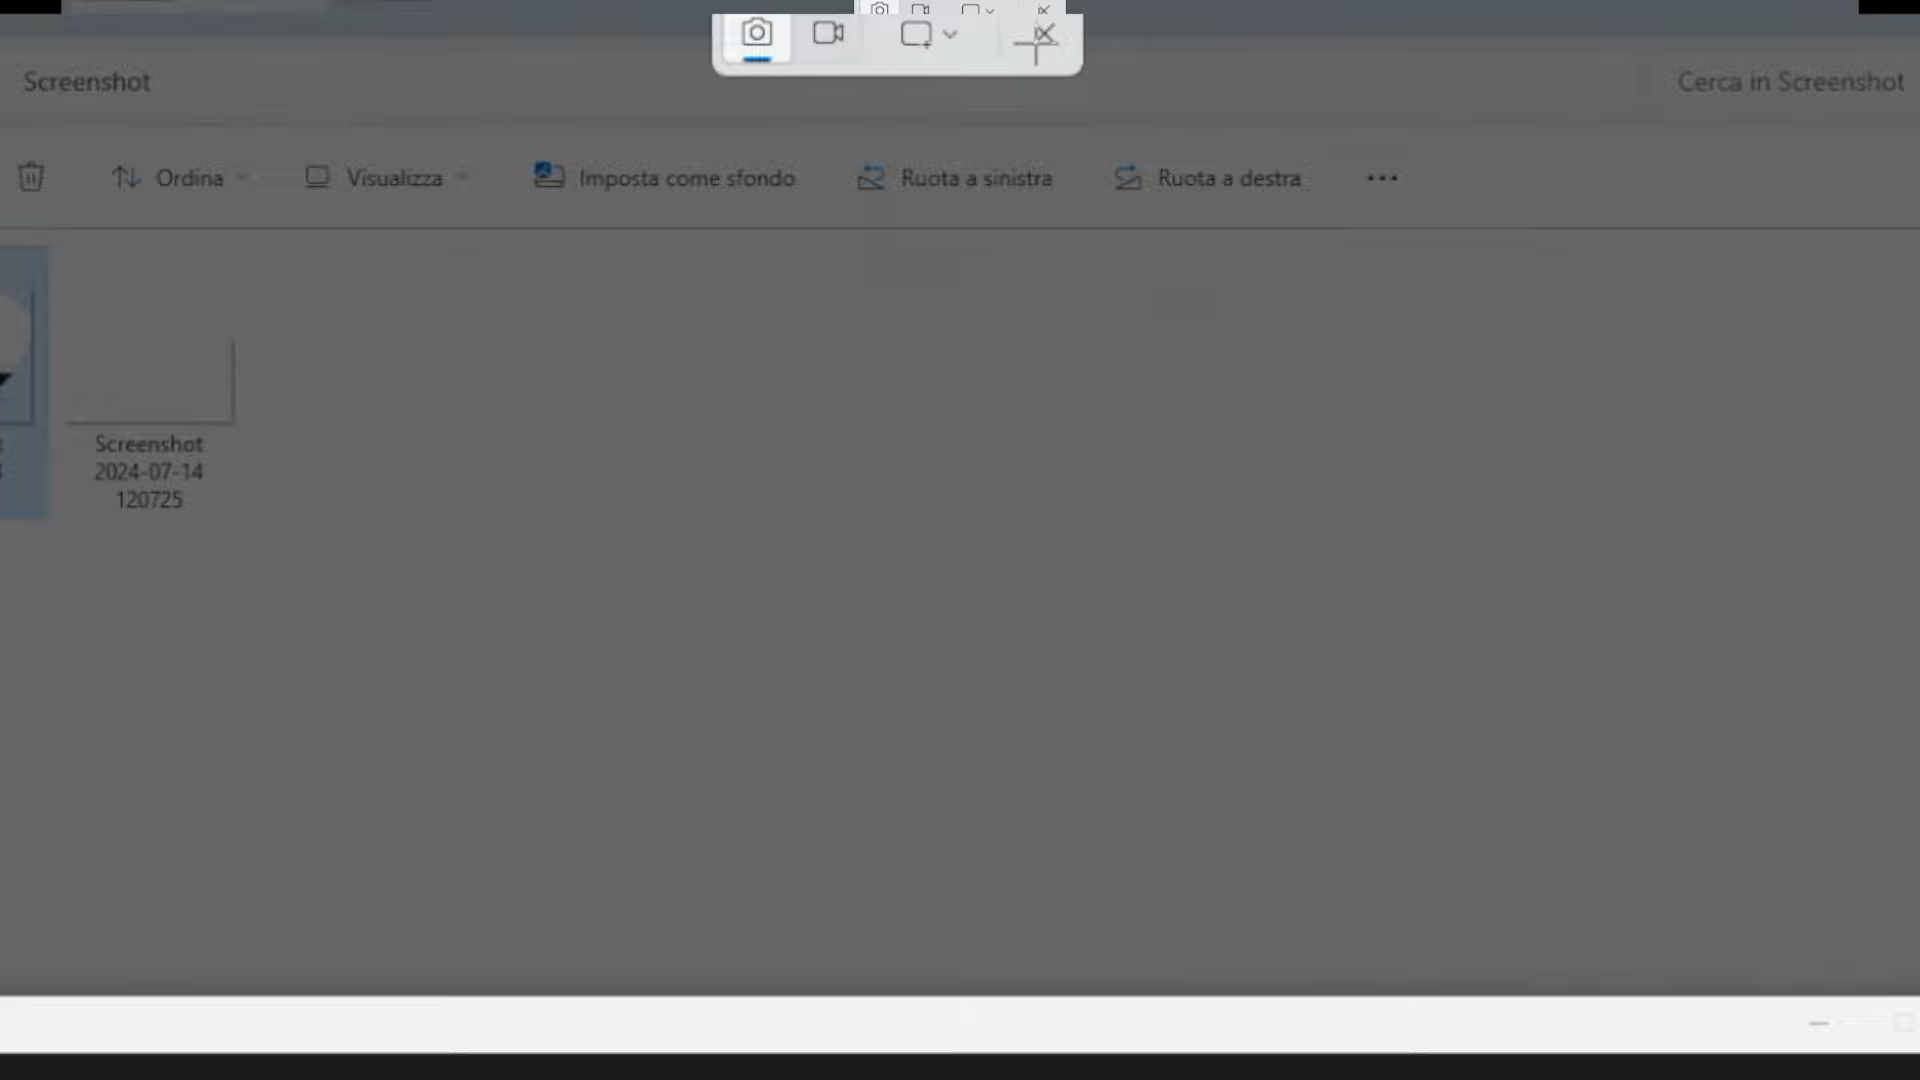 Screenshot
Cerca in Screenshot
Ordina
Visualizza
Imposta come sfondo
Ruota a sinistra
Ruota a destra
Screenshot
2024-07-14
120725